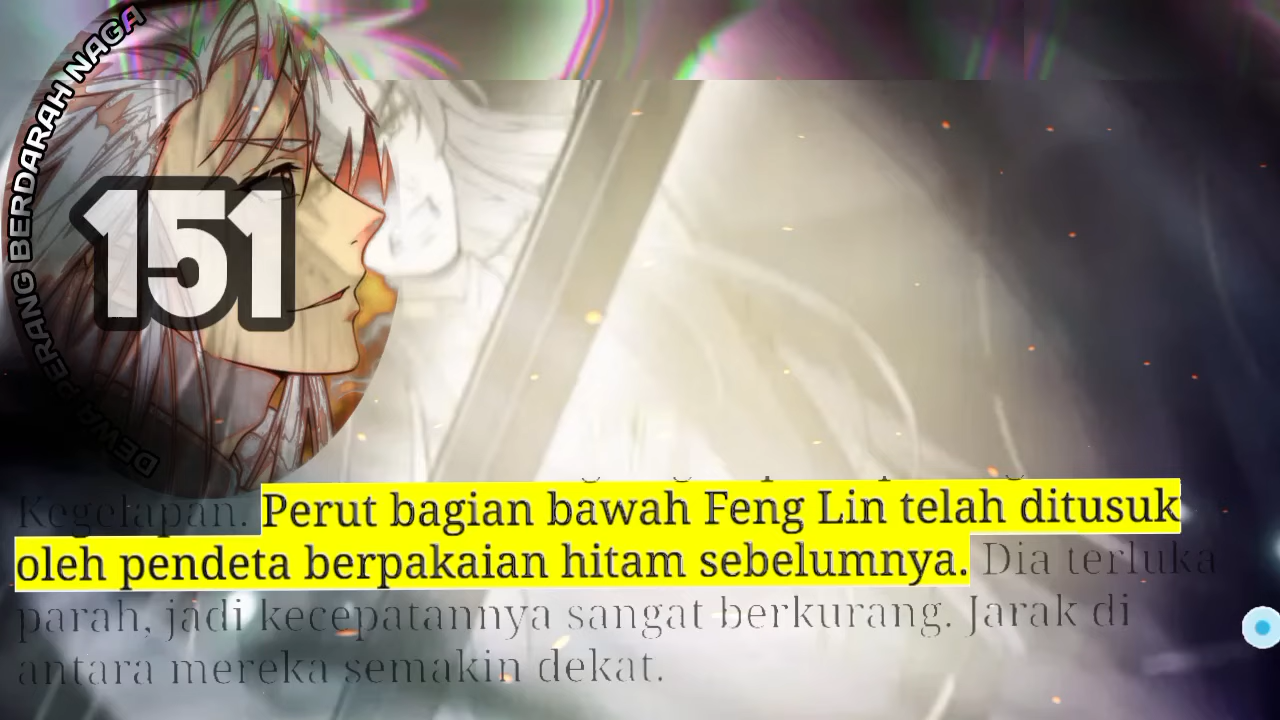 DEWA PERANG BERDARAH NAGA
151
Kegelapan. Perut bagian bawah Feng Lin telah ditusuk
oleh pendeta berpakaian hitam sebelumnya. Dia terluka
parah, jadi kecepatannya sangat berkurang. Jarak di
antara mereka semakin dekat.